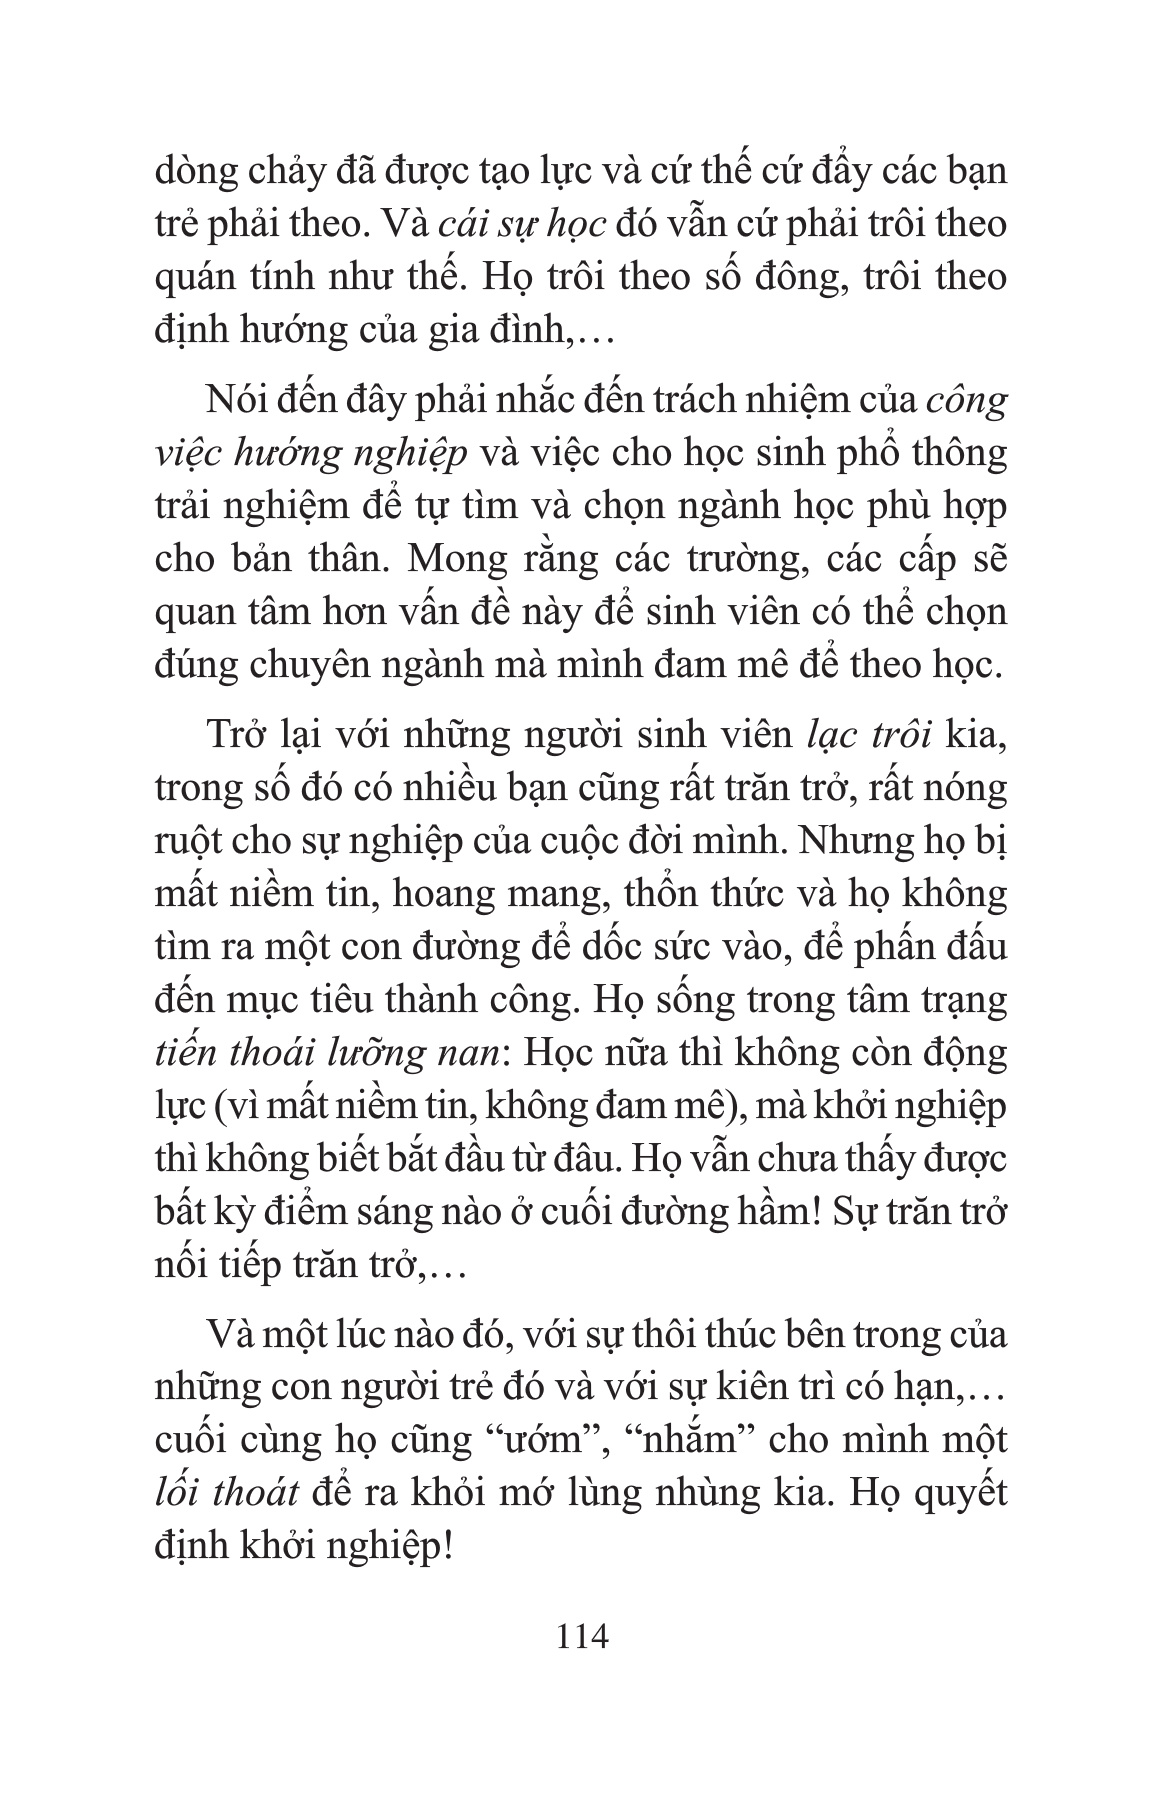 dòng chảy đã được tạo lực và cứ thế cứ đẩy các bạn
trẻ phải theo. Và cái sự học đó vẫn cứ phải trôi theo
quán tính như thế. Họ trôi theo số đông, trôi theo
định hướng của gia đình,…
Nói đến đây phải nhắc đến trách nhiệm của công
việc hướng nghiệp và việc cho học sinh phổ thông
trải nghiệm để tự tìm và chọn ngành học phù hợp
cho bản thân. Mong rằng các trường, các cấp sẽ
quan tâm hơn vấn đề này để sinh viên có thể chọn
đúng chuyên ngành mà mình đam mê để theo học.
Trở lại với những người sinh viên lạc trôi kia,
trong số đó có nhiều bạn cũng rất trăn trở, rất nóng
ruột cho sự nghiệp của cuộc đời mình. Nhưng họ bị
mất niềm tin, hoang mang, thổn thức và họ không
tìm ra một con đường để dốc sức vào, để phấn đấu
đến mục tiêu thành công. Họ sống trong tâm trạng
tiến thoái lưỡng nan: Học nữa thì không còn động
lực (vì mất niềm tin, không đam mê), mà khởi nghiệp
thì không biết bắt đầu từ đâu. Họ vẫn chưa thấy được
bất kỳ điểm sáng nào ở cuối đường hầm! Sự trăn trở
nối tiếp trăn trở,…
Và một lúc nào đó, với sự thôi thúc bên trong của
những con người trẻ đó và với sự kiên trì có hạn,…
cuối cùng họ cũng “ướm”, “nhắm” cho mình một
lối thoát để ra khỏi mớ lùng nhùng kia. Họ quyết
định khởi nghiệp!
114